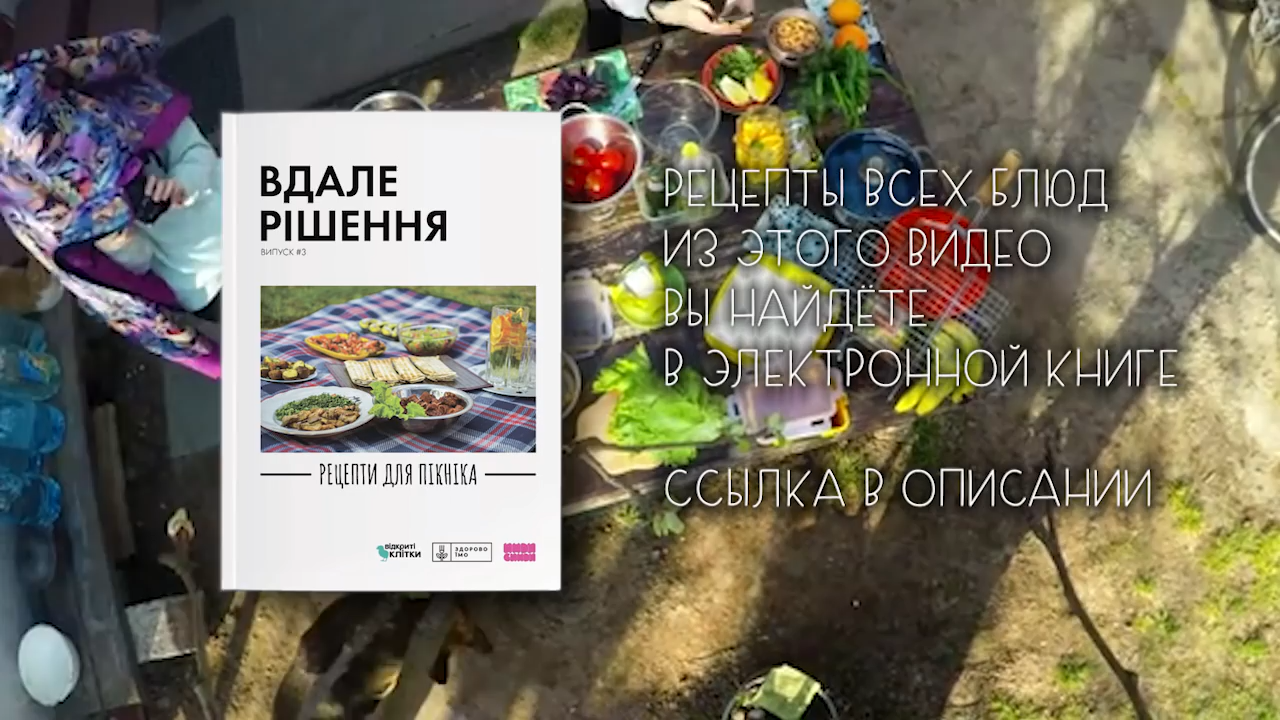 ВДАЛЕ
РІШЕННЯ
ВИПУСК #3
РЕЦЕПТИ ДЛЯ ПІКНІКА
ВІДКРИТІ
КЛІТКИ
ЗДОРОВО
ЇМО
РЕЦЕПТЫ ВСЕХ БЛЮД
ИЗ ЭТОГО ВИДЕО
ВЫ НАЙДЁТЕ
В ЭЛЕКТРОННОЙ КНИГЕ
ССЫЛКА В ОПИСАНИИ